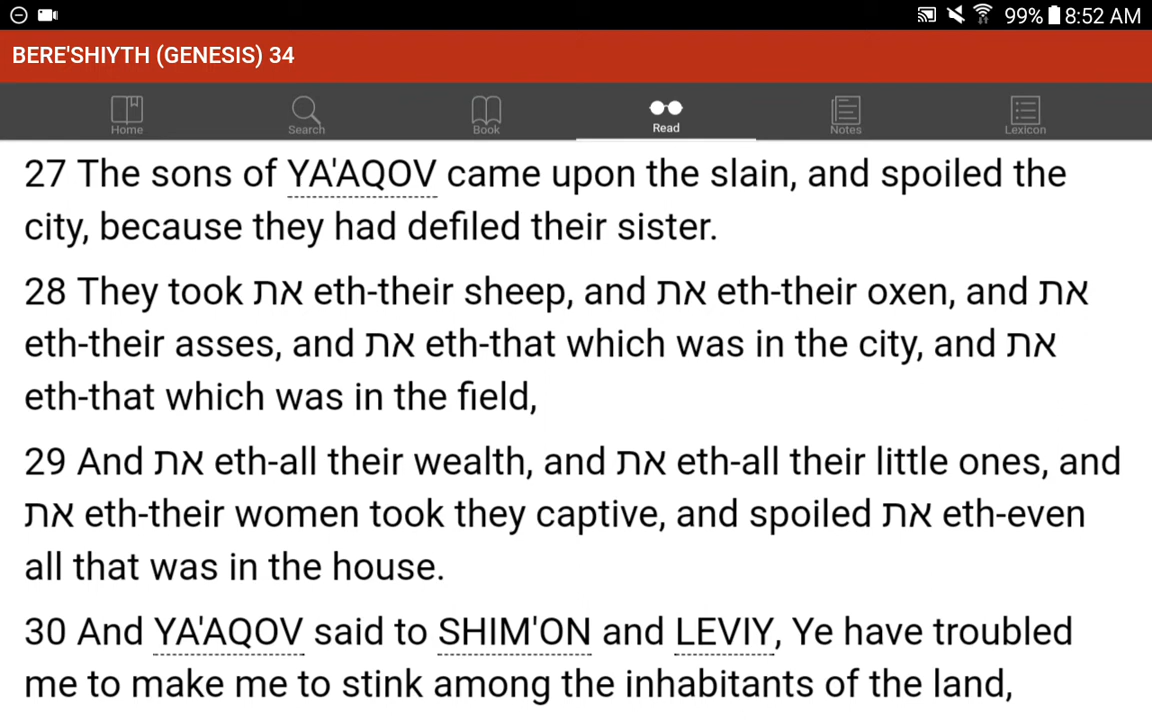 99% 8:52 AM
BERE'SHIYTH (GENESIS) 34
Home Search Book Read Notes Lexicon
27 The sons of YA'AQOV came upon the slain, and spoiled the
city, because they had defiled their sister.
28 They took את eth-their sheep, and את eth-their oxen, and את
eth-their asses, and את eth-that which was in the city, and את
eth-that which was in the field,
29 And את eth-all their wealth, and את eth-all their little ones, and
את eth-their women took they captive, and spoiled את eth-even
all that was in the house.
30 And YA'AQOV said to SHIM'ON and LEVIY, Ye have troubled
me to make me to stink among the inhabitants of the land,